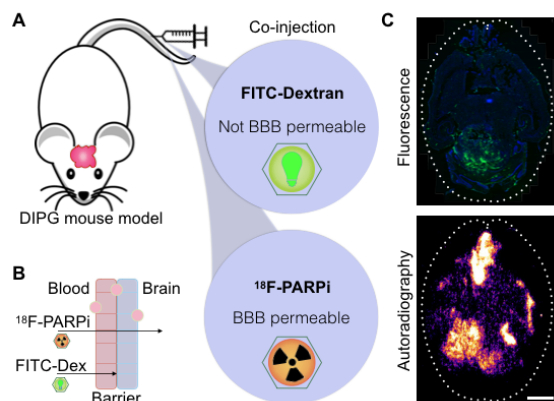 A
Co-injection
FITC-Dextran
Not BBB permeable
DIPG mouse model
¹⁸F-PARPi
BBB permeable
B
Blood
Brain
¹⁸F-PARPi
FITC-Dex
Barrier
C
Fluorescence
Autoradiography